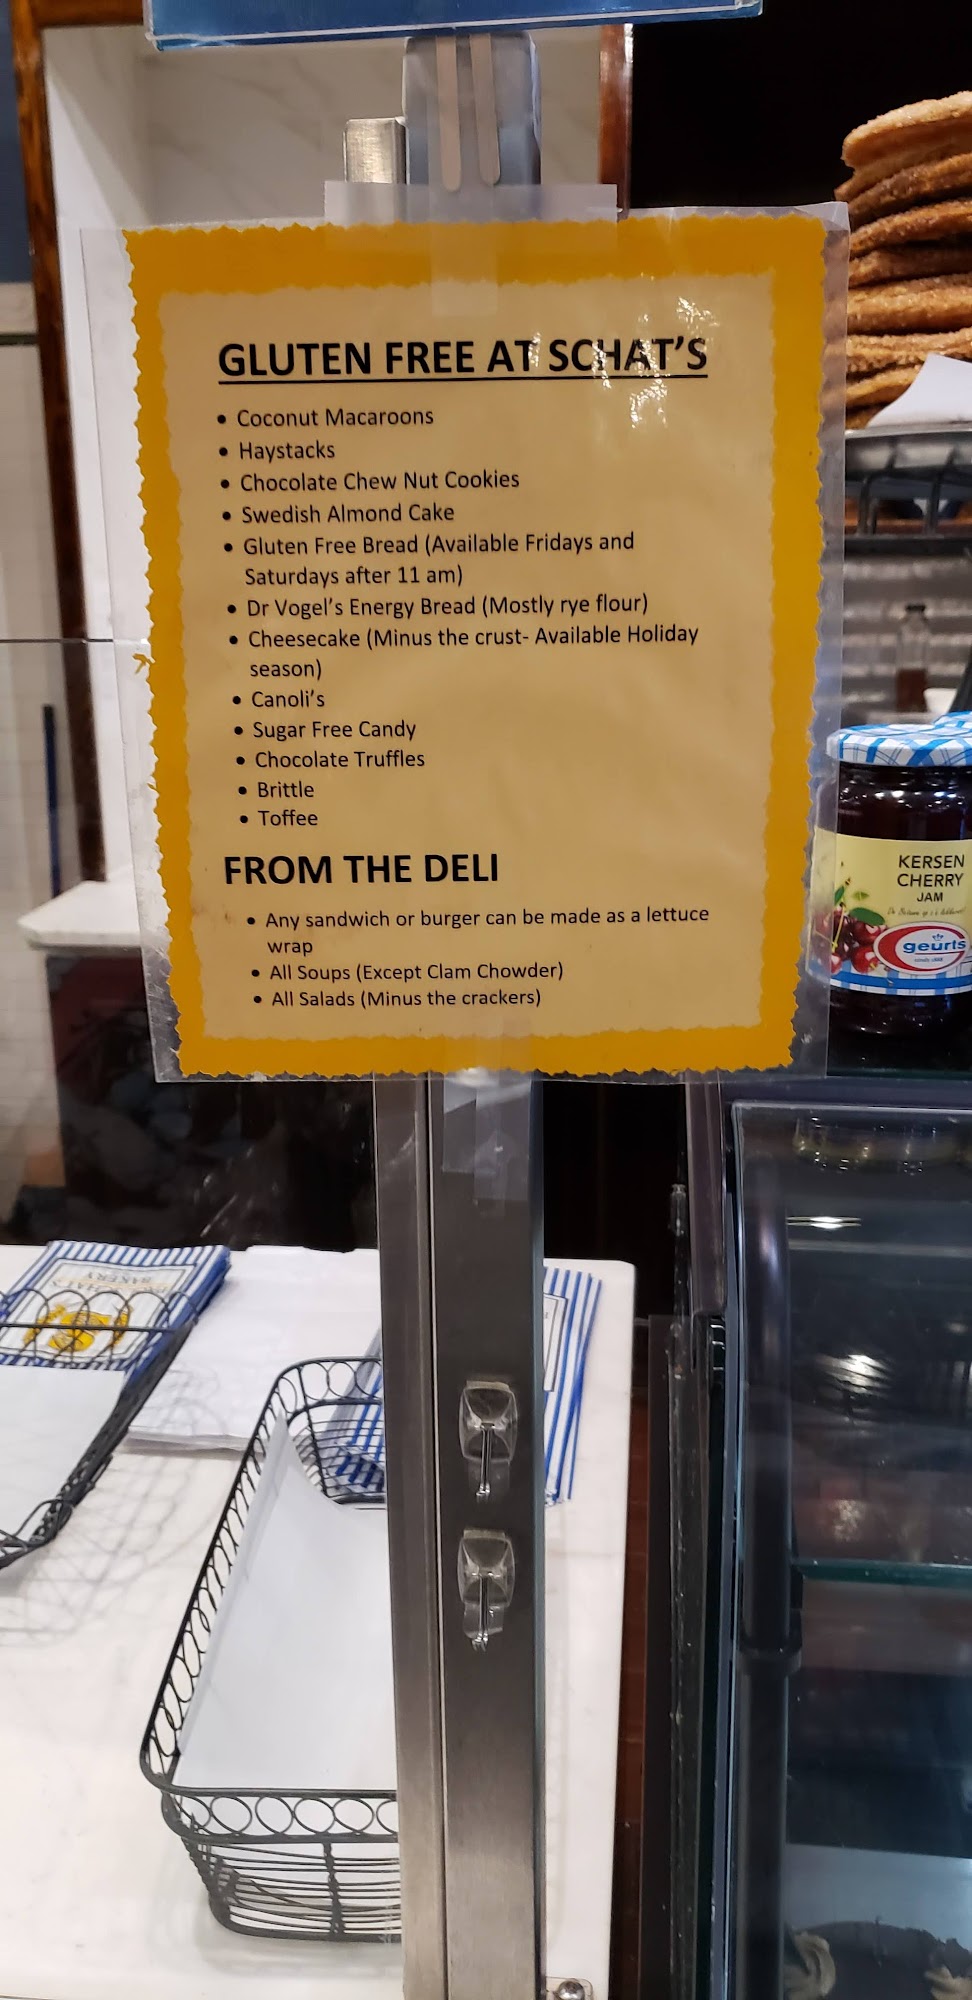 GLUTEN FREE AT SCHAT'S
• Coconut Macaroons
• Haystacks
• Chocolate Chew Nut Cookies
• Swedish Almond Cake
• Gluten Free Bread (Available Fridays and
Saturdays after 11 am)
• Dr Vogel's Energy Bread (Mostly rye flour)
• Cheesecake (Minus the crust- Available Holiday
season)
• Canoli's
• Sugar Free Candy
• Chocolate Truffles
• Brittle
• Toffee
FROM THE DELI
• Any sandwich or burger can be made as a lettuce
wrap
• All Soups (Except Clam Chowder)
• All Salads (Minus the crackers)
KERSEN
CHERRY
JAM
geurts
BAKERY